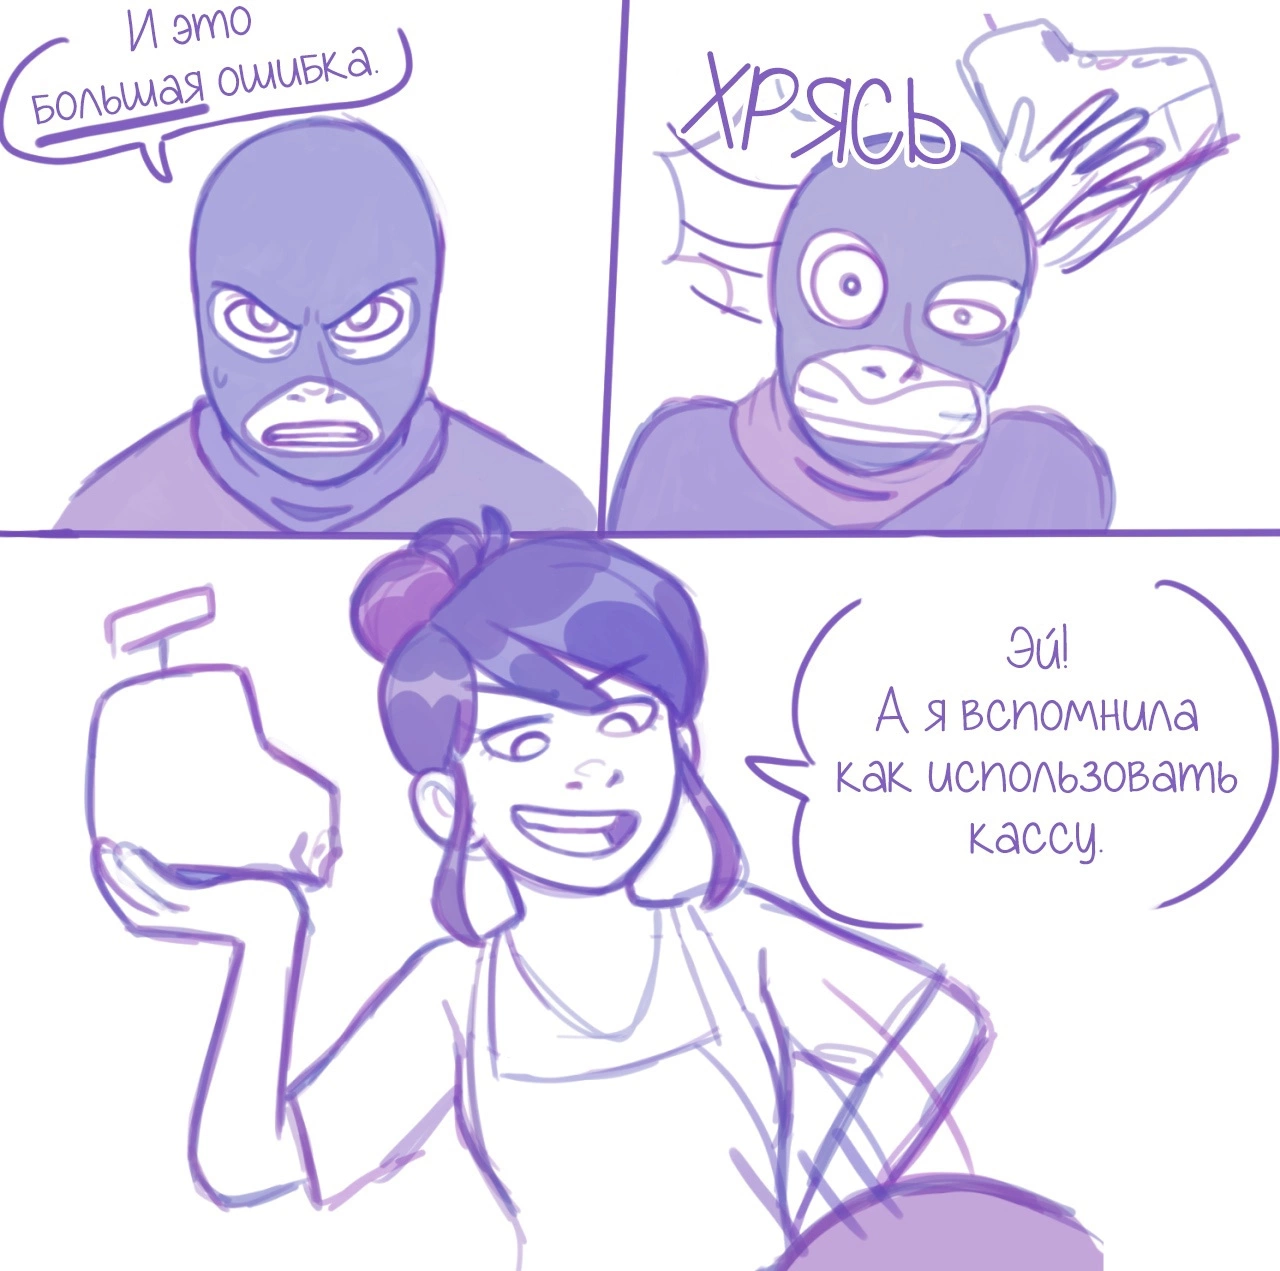 И это
большая ошибка.
ХРЯСЬ
Эй!
А я вспомнила
как использовать
кассу.